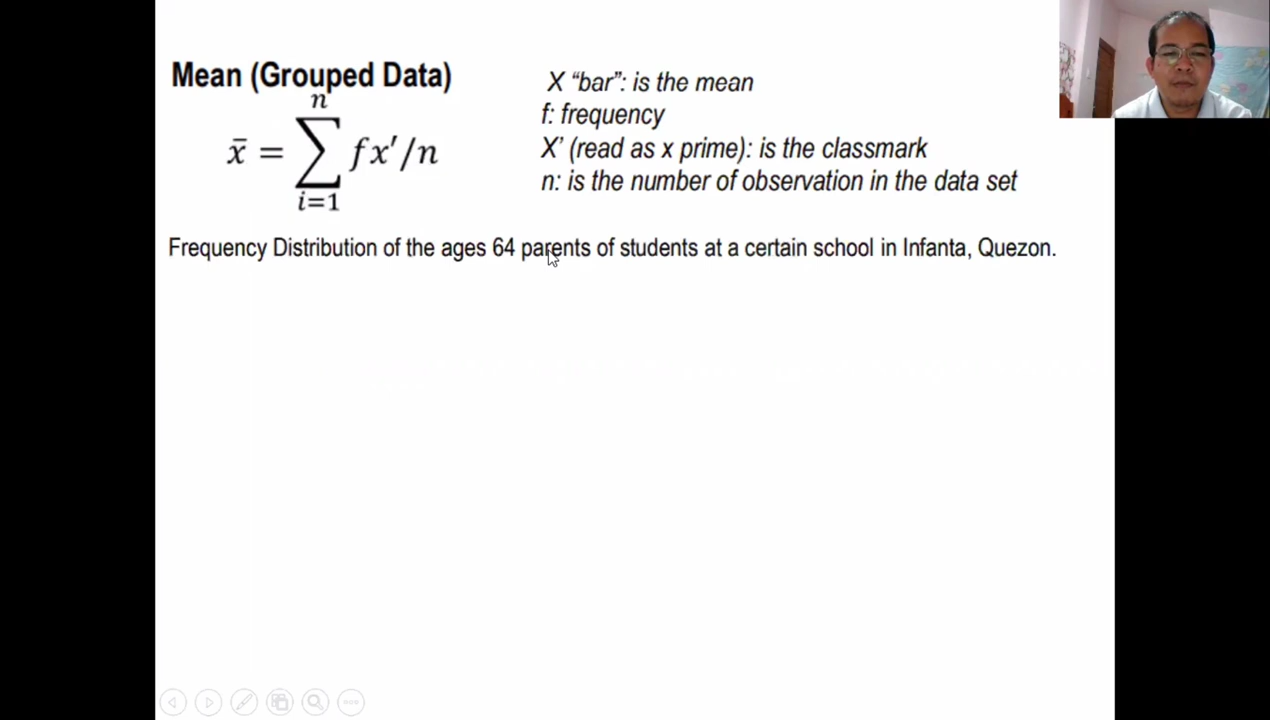 Mean (Grouped Data)
x̄ = n∑i=1 fx′/n
X “bar”: is the mean
f: frequency
X’ (read as x prime): is the classmark
n: is the number of observation in the data set
Frequency Distribution of the ages 64 parents of students at a certain school in Infanta, Quezon.